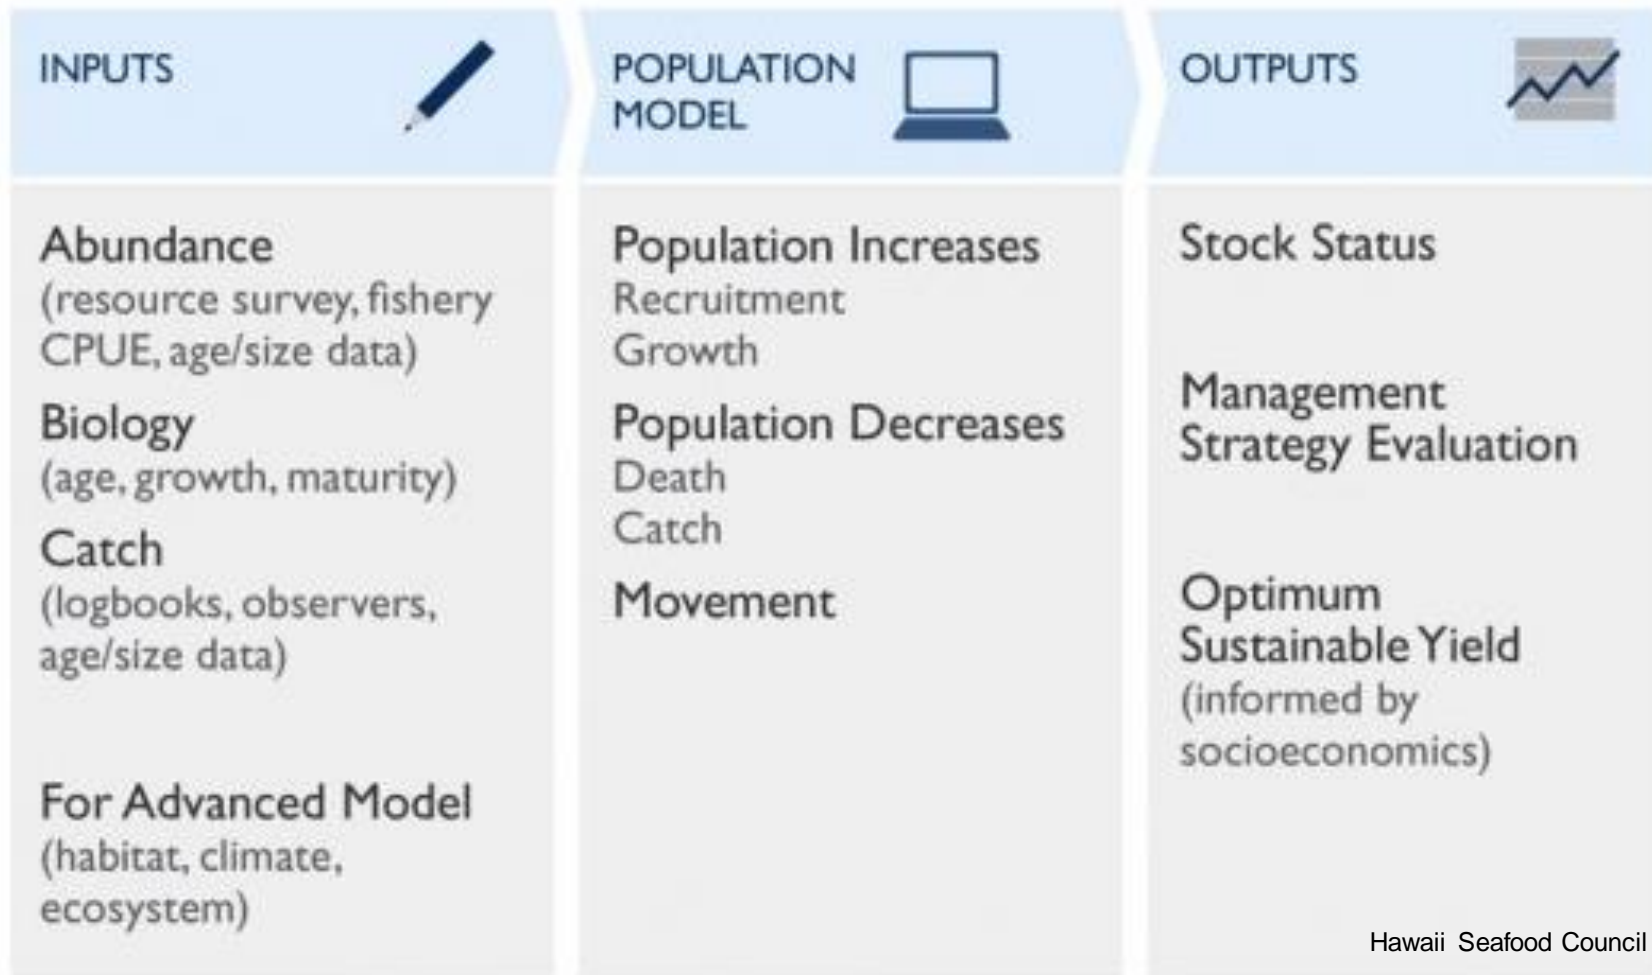 INPUTS
Abundance
(resource survey, fishery
CPUE, age/size data)
Biology
(age, growth, maturity)
Catch
(logbooks, observers,
age/size data)
For Advanced Model
(habitat, climate,
ecosystem)
POPULATION
MODEL
Population Increases
Recruitment
Growth
Population Decreases
Death
Catch
Movement
OUTPUTS
Stock Status
Management
Strategy Evaluation
Optimum
Sustainable Yield
(informed by
socioeconomics)
Hawaii Seafood Council